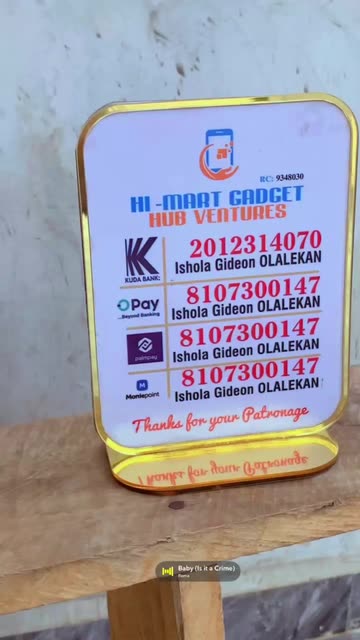 RC: 9348030
HI-MART GADGET
HUB VENTURES
KUDA BANK:
2012314070
Ishola Gideon OLALEKAN
OPay
...Beyond Banking
8107300147
Ishola Gideon OLALEKAN
palmpay
8107300147
Ishola Gideon OLALEKAN
Moniepoint
8107300147
Ishola Gideon OLALEKAN
Thanks for your Patronage
Baby (Is it a Crime)
Rema